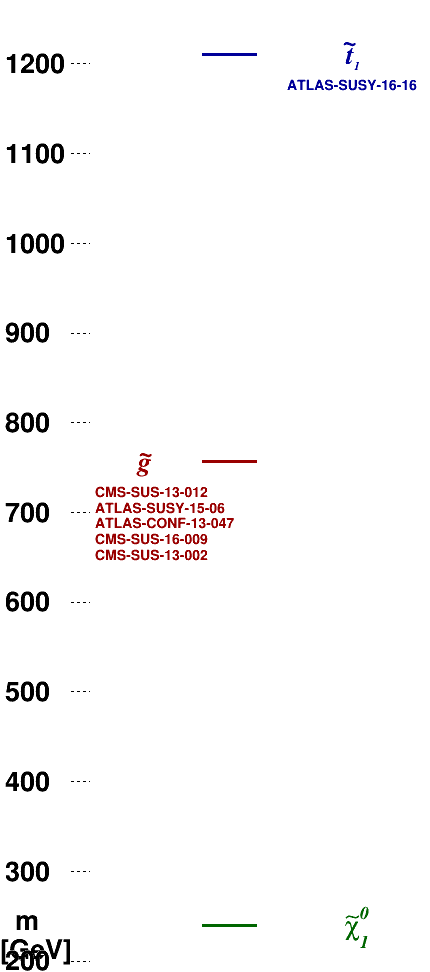 1200
t̃₁
ATLAS-SUSY-16-16
1100
1000
900
800
g̃
CMS-SUS-13-012
700
ATLAS-SUSY-15-06
ATLAS-CONF-13-047
CMS-SUS-16-009
CMS-SUS-13-002
600
500
400
300
m
χ̃⁰₁
[GeV]
200